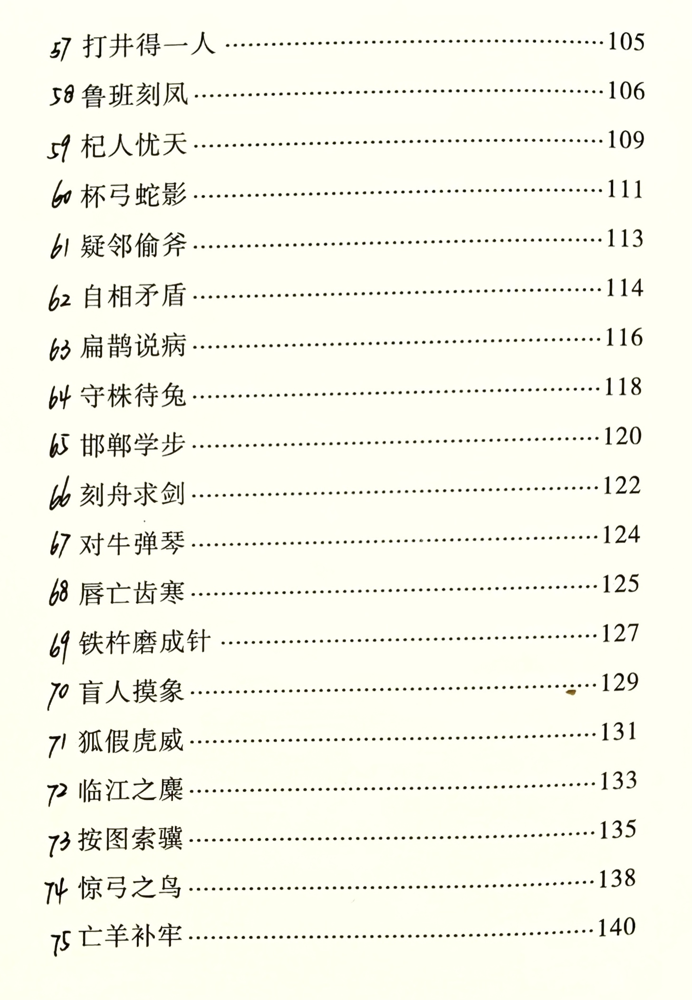 57 打井得一人 ………………………………………… 105
58 鲁班刻凤 ………………………………………… 106
59 杞人忧天 ………………………………………… 109
60 杯弓蛇影 ………………………………………… 111
61 疑邻偷斧 ………………………………………… 113
62 自相矛盾 ………………………………………… 114
63 扁鹊说病 ………………………………………… 116
64 守株待兔 ………………………………………… 118
65 邯郸学步 ………………………………………… 120
66 刻舟求剑 ………………………………………… 122
67 对牛弹琴 ………………………………………… 124
68 唇亡齿寒 ………………………………………… 125
69 铁杵磨成针 ………………………………………… 127
70 盲人摸象 ………………………………………… 129
71 狐假虎威 ………………………………………… 131
72 临江之麋 ………………………………………… 133
73 按图索骥 ………………………………………… 135
74 惊弓之鸟 ………………………………………… 138
75 亡羊补牢 ………………………………………… 140